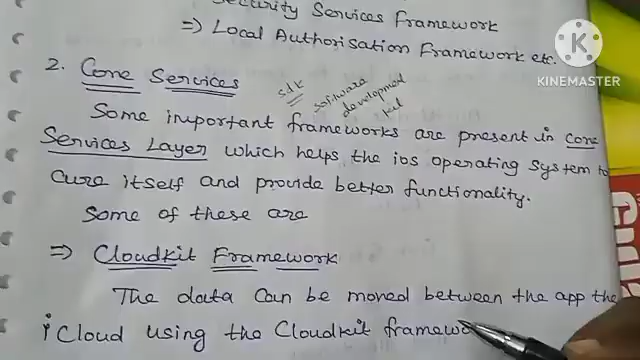 Security Services Framework
⇒ Local Authorisation Framework etc.
KINEMASTER
2. Core Services
sdk software development kit
Some important frameworks are present in core
Services Layer which helps the ios operating system to
cure itself and provide better functionality.
Some of these are
⇒ Cloudkit Framework
The data can be moved between the app the
iCloud using the Cloudkit framewo